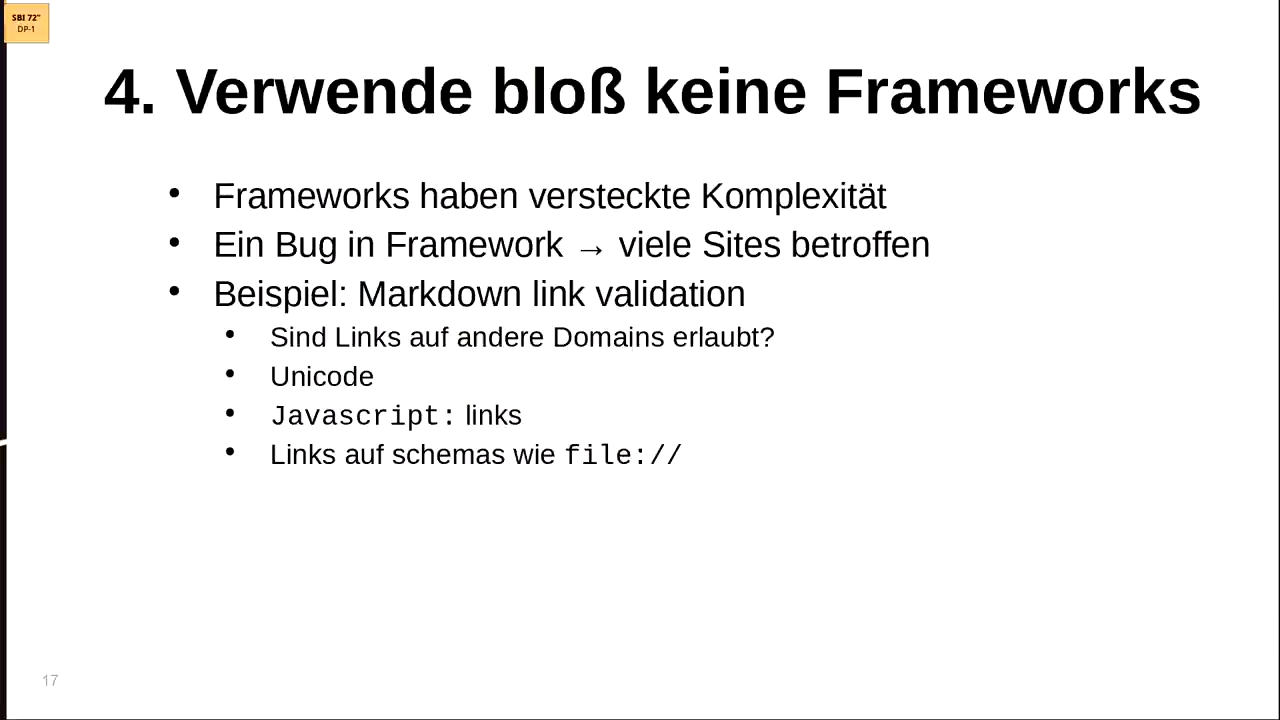 SBI 72"
DP-1
4. Verwende bloß keine Frameworks
• Frameworks haben versteckte Komplexität
• Ein Bug in Framework → viele Sites betroffen
• Beispiel: Markdown link validation
• Sind Links auf andere Domains erlaubt?
• Unicode
• Javascript: links
• Links auf schemas wie file://
17